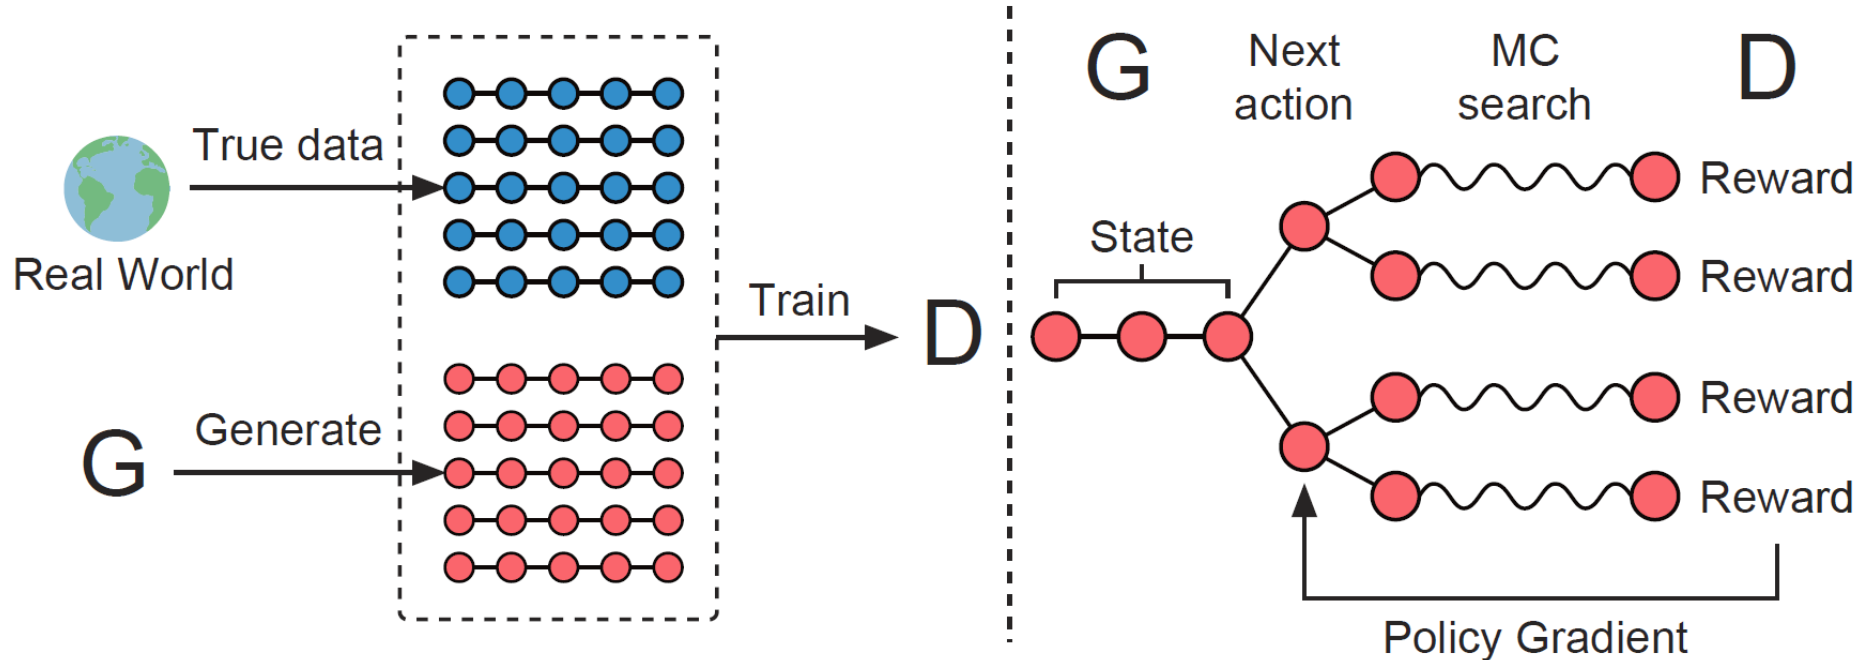 True data
Real World
Generate
G
Train
D
G
Next
action
MC
search
D
State
Reward
Reward
Reward
Reward
Policy Gradient